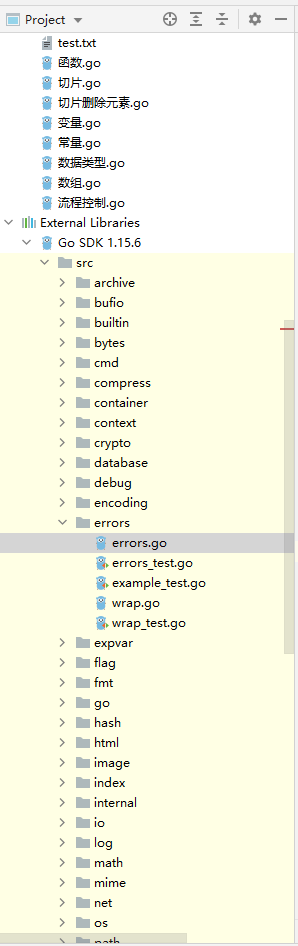 Project
test.txt
函数.go
切片.go
切片删除元素.go
变量.go
常量.go
数据类型.go
数组.go
流程控制.go
External Libraries
Go SDK 1.15.6
src
archive
bufio
builtin
bytes
cmd
compress
container
context
crypto
database
debug
encoding
errors
errors.go
errors_test.go
example_test.go
wrap.go
wrap_test.go
expvar
flag
fmt
go
hash
html
image
index
internal
io
log
math
mime
net
os
path